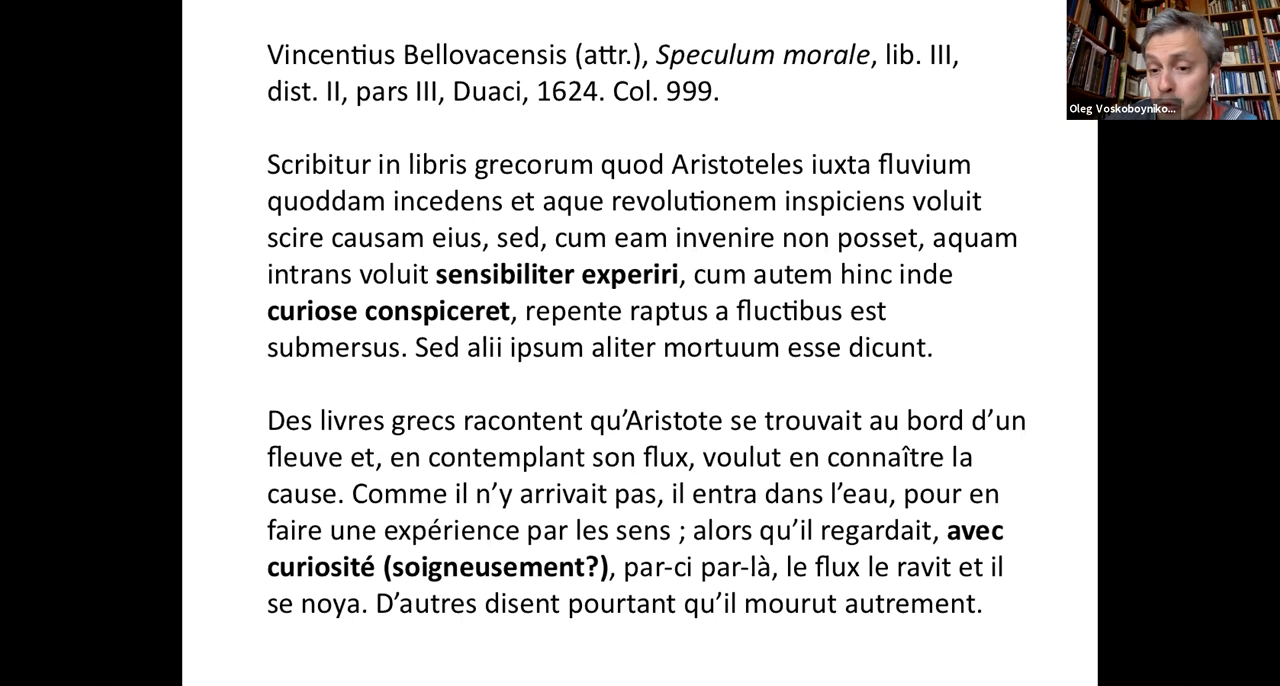 Vincentius Bellovacensis (attr.), Speculum morale, lib. III,
dist. II, pars III, Duaci, 1624. Col. 999.
Scribitur in libris grecorum quod Aristoteles iuxta fluvium
quoddam incedens et aque revolutionem inspiciens voluit
scire causam eius, sed, cum eam invenire non posset, aquam
intrans voluit sensibiliter experiri, cum autem hinc inde
curiose conspiceret, repente raptus a fluctibus est
submersus. Sed alii ipsum aliter mortuum esse dicunt.
Des livres grecs racontent qu’Aristote se trouvait au bord d’un
fleuve et, en contemplant son flux, voulut en connaître la
cause. Comme il n’y arrivait pas, il entra dans l’eau, pour en
faire une expérience par les sens ; alors qu’il regardait, avec
curiosité (soigneusement?), par-ci par-là, le flux le ravit et il
se noya. D’autres disent pourtant qu’il mourut autrement.
Oleg Voskoboyniko...